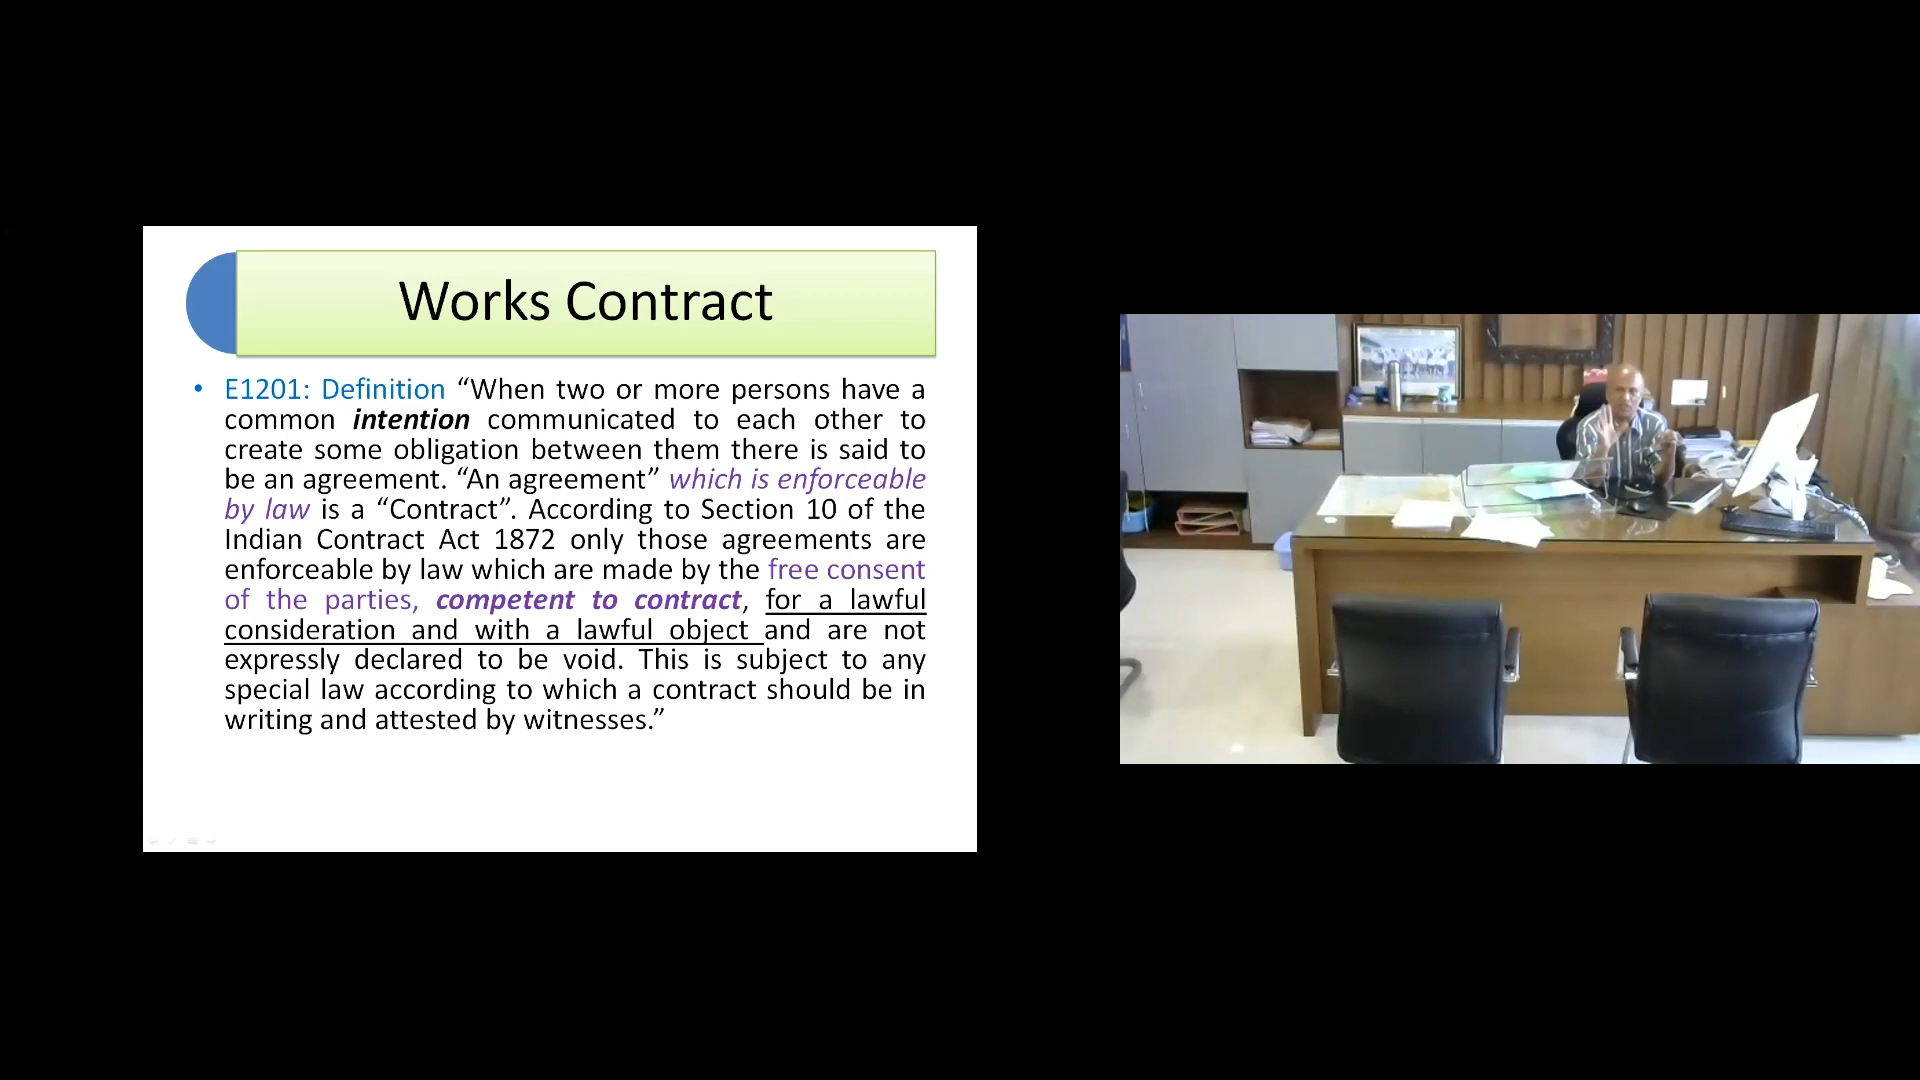 Works Contract
• E1201: Definition “When two or more persons have a
common intention communicated to each other to
create some obligation between them there is said to
be an agreement. “An agreement” which is enforceable
by law is a “Contract”. According to Section 10 of the
Indian Contract Act 1872 only those agreements are
enforceable by law which are made by the free consent
of the parties, competent to contract, for a lawful
consideration and with a lawful object and are not
expressly declared to be void. This is subject to any
special law according to which a contract should be in
writing and attested by witnesses.”